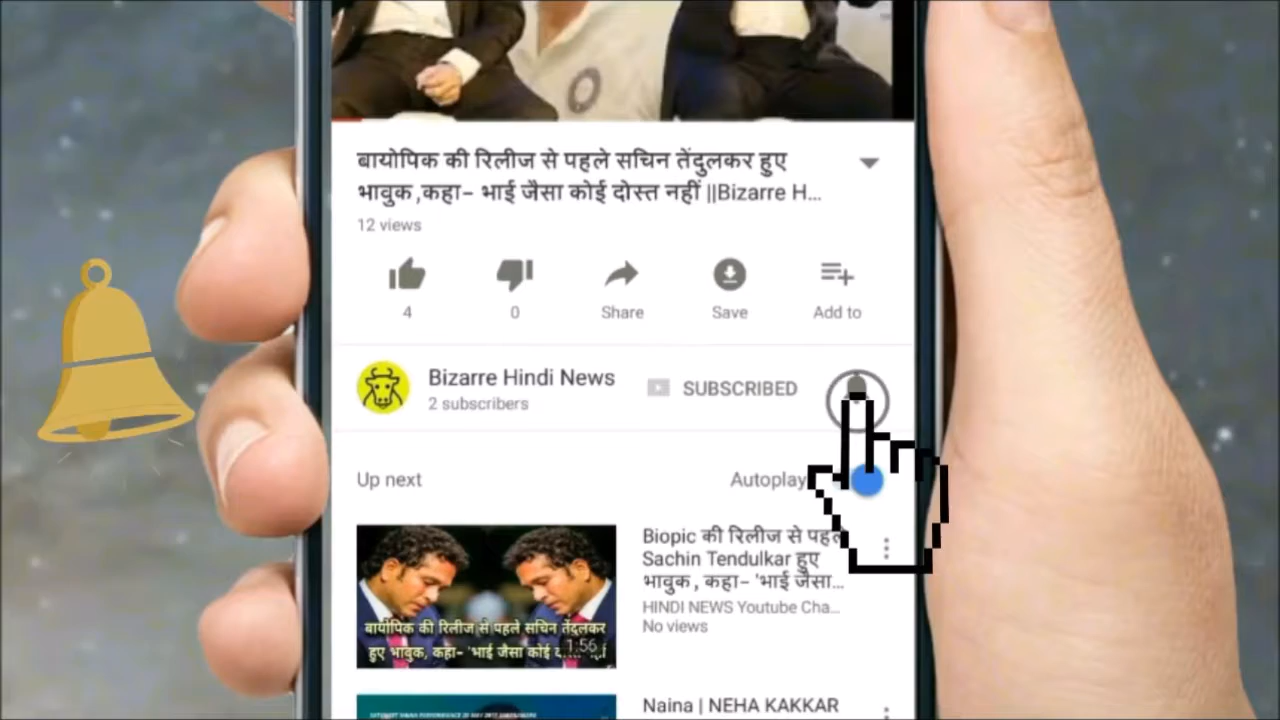 बायोपिक की रिलीज से पहले सचिन तेंदुलकर हुए
भावुक,कहा- भाई जैसा कोई दोस्त नहीं ||Bizarre H...
12 views
4
0
Share
Save
Add to
Bizarre Hindi News
2 subscribers
SUBSCRIBED
Up next
Autoplay
Biopic की रिलीज से पहले
Sachin Tendulkar हुए
भावुक, कहा- 'भाई जैसा...
HINDI NEWS Youtube Cha...
No views
बायोपिक की रिलीज से पहले सचिन तेंदुलकर
हुए भावुक, कहा- 'भाई जैसा कोई
1:56
Naina | NEHA KAKKAR